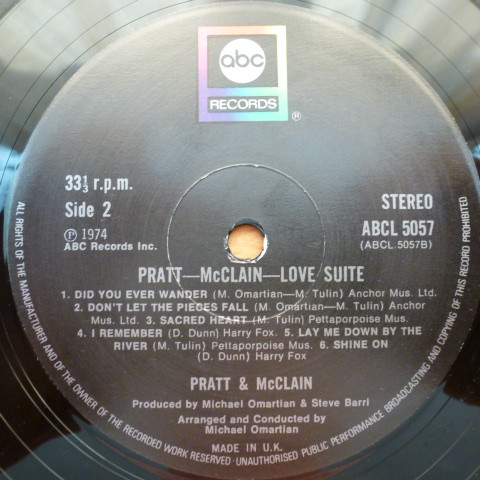 abc
RECORDS
®
33⅓ r.p.m.
Side 2
Ⓟ 1974
ABC Records Inc.
STEREO
ABCL 5057
(ABCL.5057B)
PRATT—McCLAIN—LOVE SUITE
1. DID YOU EVER WANDER (M. Omartian—M. Tulin) Anchor Mus. Ltd.
2. DON'T LET THE PIECES FALL (M. Omartian—M. Tulin) Anchor
Mus. Ltd. 3. SACRED HEART (M. Tulin) Pettaporpoise Mus.
4. I REMEMBER (D. Dunn) Harry Fox. 5. LAY ME DOWN BY THE
RIVER (M. Tulin) Pettaporpoise Mus. 6. SHINE ON
(D. Dunn) Harry Fox
PRATT & McCLAIN
Produced by Michael Omartian & Steve Barri
Arranged and Conducted by
Michael Omartian
MADE IN U.K.
ALL RIGHTS OF THE MANUFACTURER AND OF THE OWNER OF THE RECORDED WORK RESERVED·UNAUTHORISED PUBLIC PERFORMANCE BROADCASTING AND COPYING OF THIS RECORD PROHIBITED